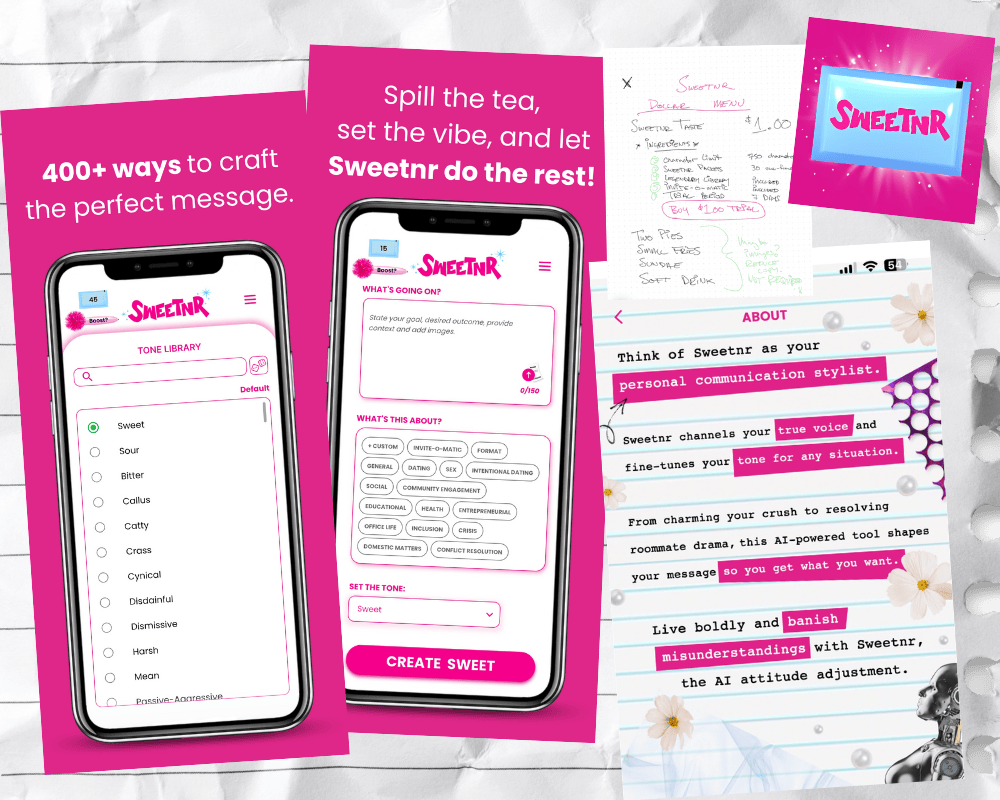 400+ ways to craft
the perfect message.
45
Boost?
SWEETNR
TONE LIBRARY
Default
Sweet
Sour
Bitter
Callus
Catty
Crass
Cynical
Disdainful
Dismissive
Harsh
Mean
Passive-Aggressive
Spill the tea,
set the vibe, and let
Sweetnr do the rest!
15
Boost?
SWEETNR
WHAT'S GOING ON?
State your goal, desired outcome, provide
context and add images.
0/150
WHAT'S THIS ABOUT?
+ CUSTOM INVITE-O-MATIC FORMAT
GENERAL DATING SEX INTENTIONAL DATING
SOCIAL COMMUNITY ENGAGEMENT
EDUCATIONAL HEALTH ENTREPRENEURIAL
OFFICE LIFE INCLUSION CRISIS
DOMESTIC MATTERS CONFLICT RESOLUTION
SET THE TONE:
Sweet
CREATE SWEET
X
SWEETNR
DOLLAR MENU
SWEETNR TASTE $1.00
INGREDIENTS
CHARACTER LIMIT 750
SWEETNR PACKETS 30
LEGENDARY LIBRARY INCLUDED
INVITE-O-MATIC INCLUDED
TRIAL PERIOD DAYS
BUY $1.00 TRIAL
TWO PIES
SMALL FRIES
SUNDAE
SOFT DRINK
SWEETNR
54
ABOUT
Think of Sweetnr as your
personal communication stylist.
Sweetnr channels your true voice and
fine-tunes your tone for any situation.
From charming your crush to resolving
roommate drama, this AI-powered tool shapes
your message so you get what you want.
Live boldly and banish
misunderstandings with Sweetnr,
the AI attitude adjustment.